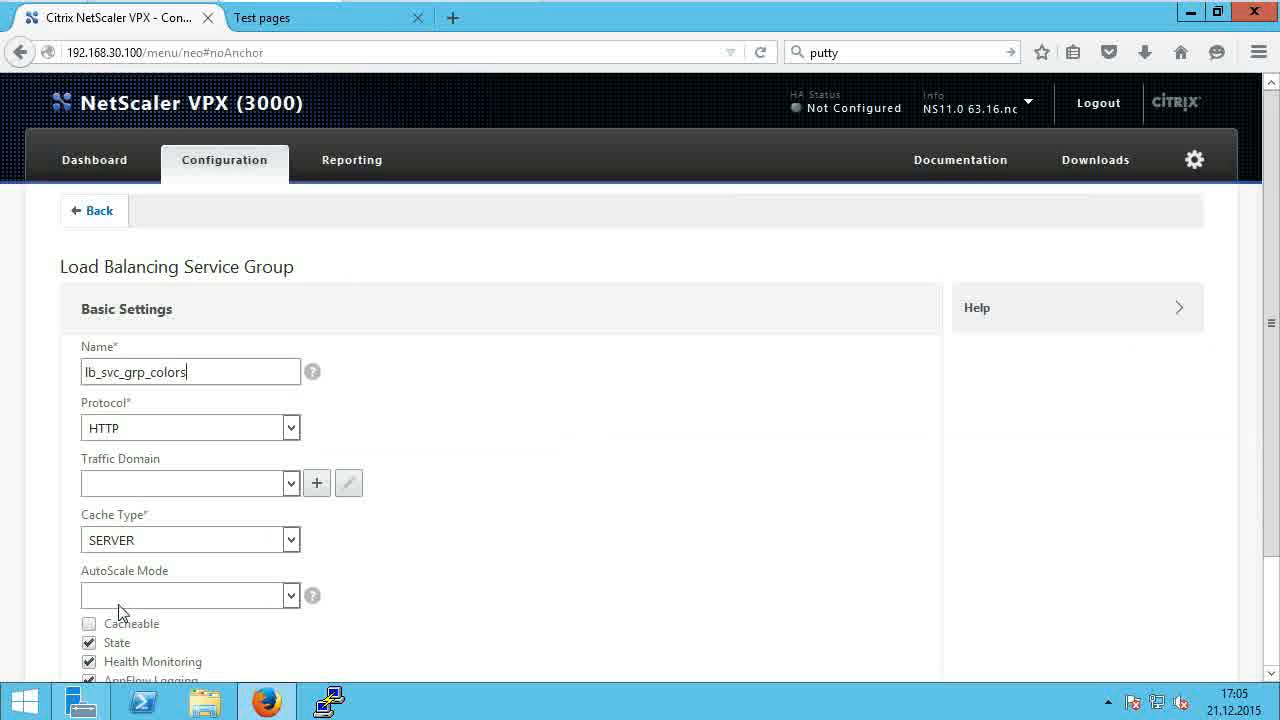 Citrix NetScaler VPX - Con...
Test pages
192.168.30.100/menu/neo#noAnchor
putty
NetScaler VPX (3000)
HA Status
Not Configured
Info
NS11.0 63.16.nc
Logout
CITRIX
Dashboard
Configuration
Reporting
Documentation
Downloads
Back
Load Balancing Service Group
Basic Settings
Help
Name*
lb_svc_grp_colors
?
Protocol*
HTTP
Traffic Domain
+
Cache Type*
SERVER
AutoScale Mode
?
Cacheable
State
Health Monitoring
AppFlow Logging
17:05
21.12.2015